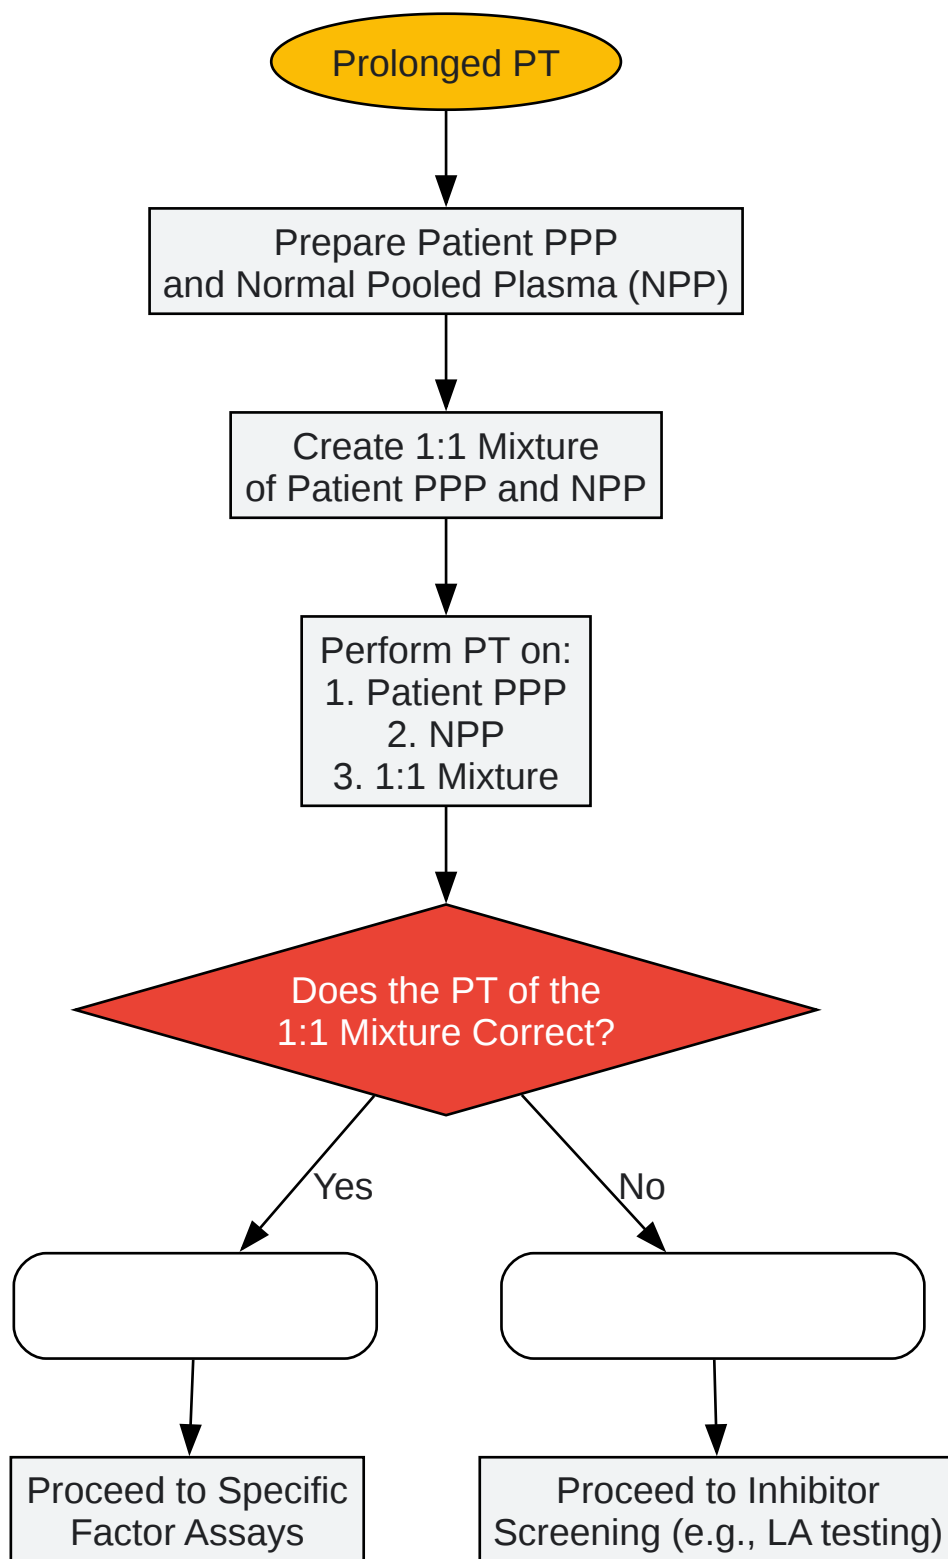 Prolonged PT
Prepare Patient PPP
and Normal Pooled Plasma (NPP)
Create 1:1 Mixture
of Patient PPP and NPP
Perform PT on:
1. Patient PPP
2. NPP
3. 1:1 Mixture
Does the PT of the
1:1 Mixture Correct?
Yes
No
Proceed to Specific
Factor Assays
Proceed to Inhibitor
Screening (e.g., LA testing)